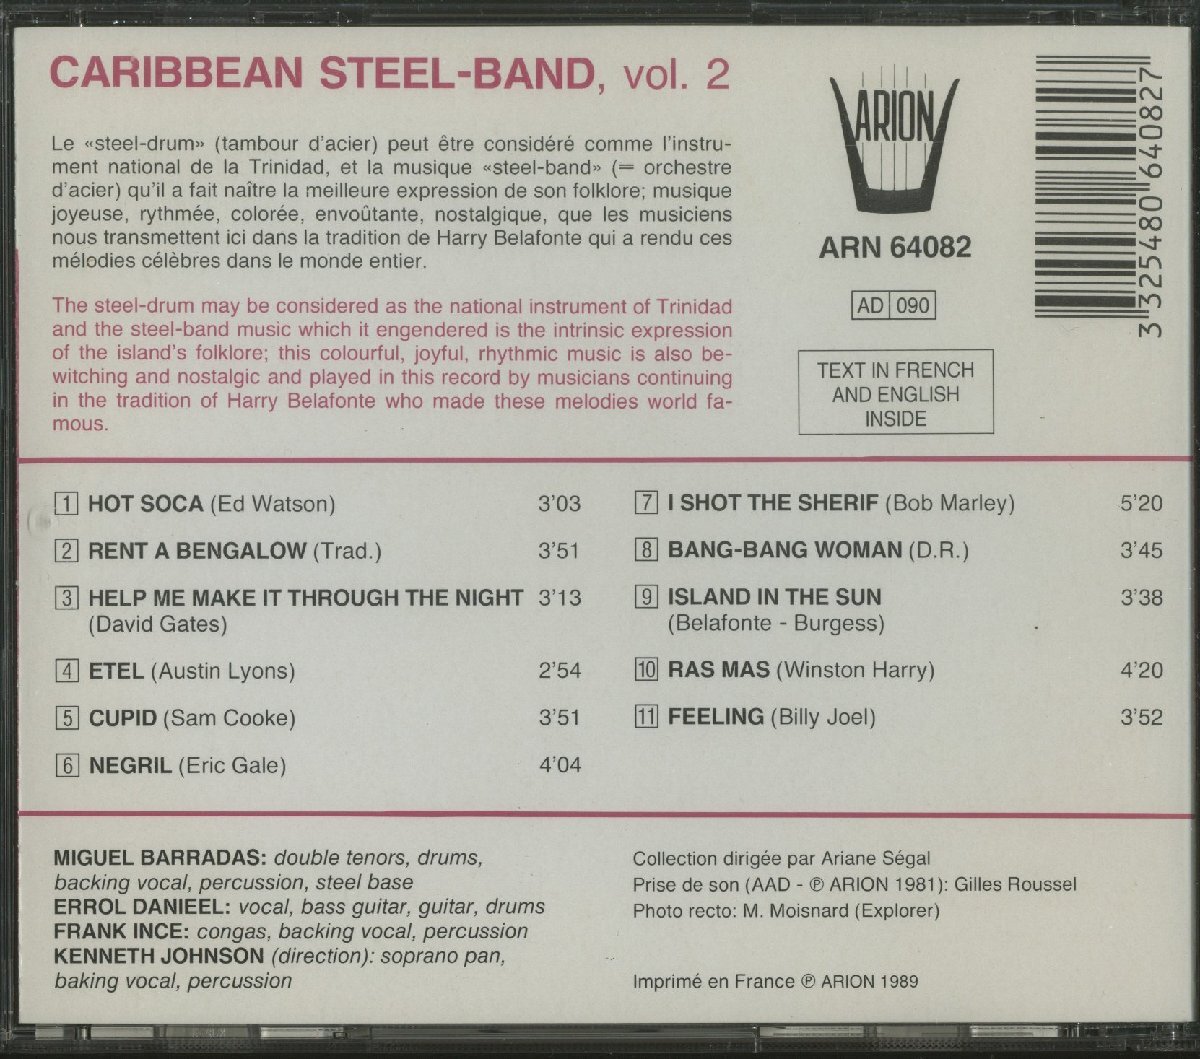 CARIBBEAN STEEL-BAND, vol. 2
Le «steel-drum» (tambour d'acier) peut être considéré comme l'instru-
ment national de la Trinidad, et la musique «steel-band» (= orchestre
d'acier) qu'il a fait naître la meilleure expression de son folklore; musique
joyeuse, rythmée, colorée, envoûtante, nostalgique, que les musiciens
nous transmettent ici dans la tradition de Harry Belafonte qui a rendu ces
mélodies célèbres dans le monde entier.
The steel-drum may be considered as the national instrument of Trinidad
and the steel-band music which it engendered is the intrinsic expression
of the island's folklore; this colourful, joyful, rhythmic music is also be-
witching and nostalgic and played in this record by musicians continuing
in the tradition of Harry Belafonte who made these melodies world fa-
mous.
ARION
ARN 64082
AD 090
TEXT IN FRENCH
AND ENGLISH
INSIDE
3 325480 640827
1 HOT SOCA (Ed Watson) 3'03
2 RENT A BENGALOW (Trad.) 3'51
3 HELP ME MAKE IT THROUGH THE NIGHT 3'13
(David Gates)
4 ETEL (Austin Lyons) 2'54
5 CUPID (Sam Cooke) 3'51
6 NEGRIL (Eric Gale) 4'04
7 I SHOT THE SHERIF (Bob Marley) 5'20
8 BANG-BANG WOMAN (D.R.) 3'45
9 ISLAND IN THE SUN 3'38
(Belafonte - Burgess)
10 RAS MAS (Winston Harry) 4'20
11 FEELING (Billy Joel) 3'52
MIGUEL BARRADAS: double tenors, drums,
backing vocal, percussion, steel base
ERROL DANIEEL: vocal, bass guitar, guitar, drums
FRANK INCE: congas, backing vocal, percussion
KENNETH JOHNSON (direction): soprano pan,
baking vocal, percussion
Collection dirigée par Ariane Ségal
Prise de son (AAD - ℗ ARION 1981): Gilles Roussel
Photo recto: M. Moisnard (Explorer)
Imprimé en France ℗ ARION 1989